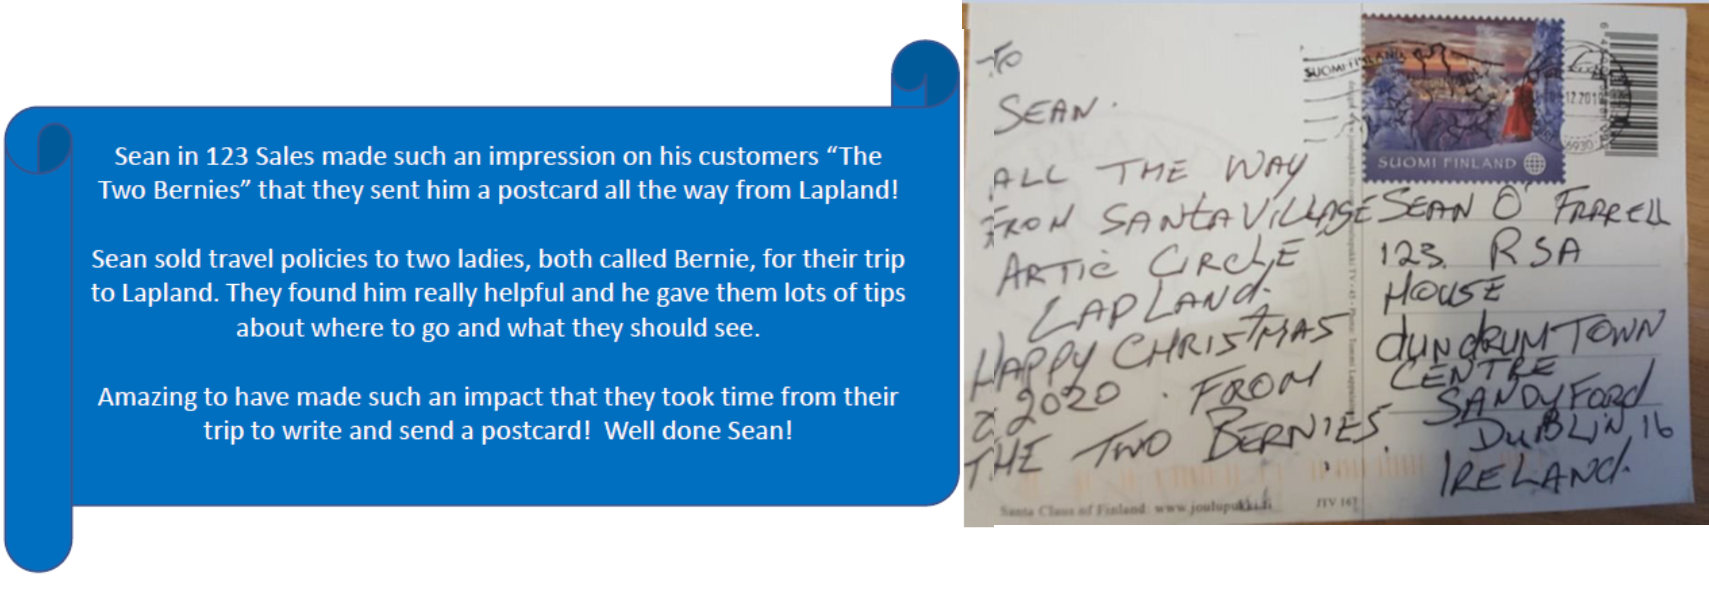 Sean in 123 Sales made such an impression on his customers “The
Two Bernies” that they sent him a postcard all the way from Lapland!
Sean sold travel policies to two ladies, both called Bernie, for their trip
to Lapland. They found him really helpful and he gave them lots of tips
about where to go and what they should see.
Amazing to have made such an impact that they took time from their
trip to write and send a postcard!  Well done Sean!
TO
SEAN.
ALL THE WAY
FROM SANTA VILLAGE
ARTIC CIRCLE
LAPLAND.
HAPPY CHRISTMAS
& 2020. FROM
THE TWO BERNIES.
Santa Claus of Finland: www.joulupukki.fi
JTV 167
SUOMI FINLAND
12.2019
SUOMI FINLAND
SEAN O' FARRELL
123. RSA
HOUSE
dUNdRUM TOWN
CENTRE
SANDYFORd
DUBLIN 16
IRELANd.